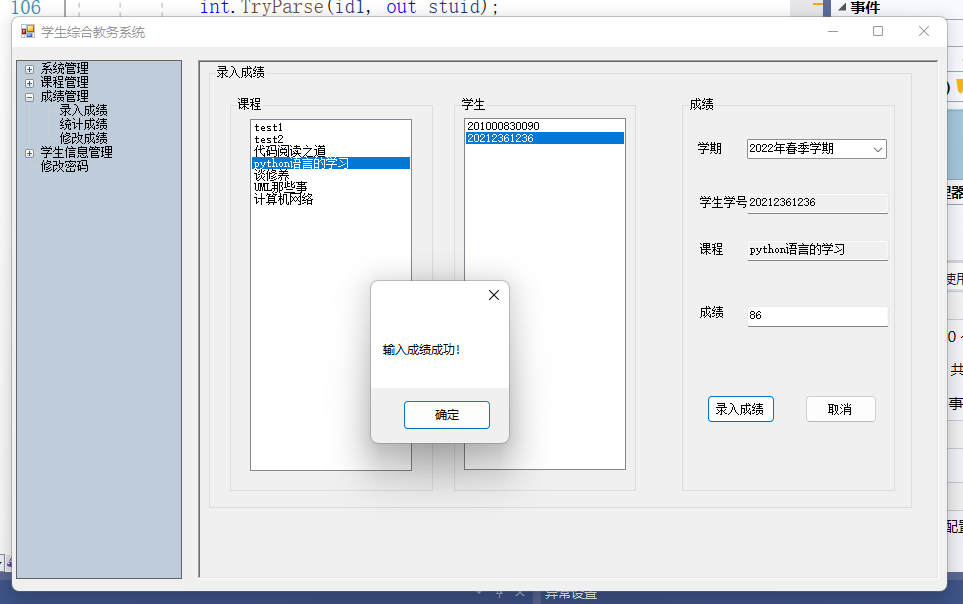 106
int.TryParse(idl, out stuid);
事件
学生综合教务系统
系统管理
课程管理
成绩管理
录入成绩
统计成绩
修改成绩
学生信息管理
修改密码
录入成绩
课程
test1
test2
代码阅读之道
python语言的学习
谈修养
UML那些事
计算机网络
学生
201000830090
20212361236
成绩
学期
2022年春季学期
学生学号
20212361236
课程
python语言的学习
成绩
86
录入成绩
取消
输入成绩成功!
确定
理器
使用
共
事
配置
异常设置